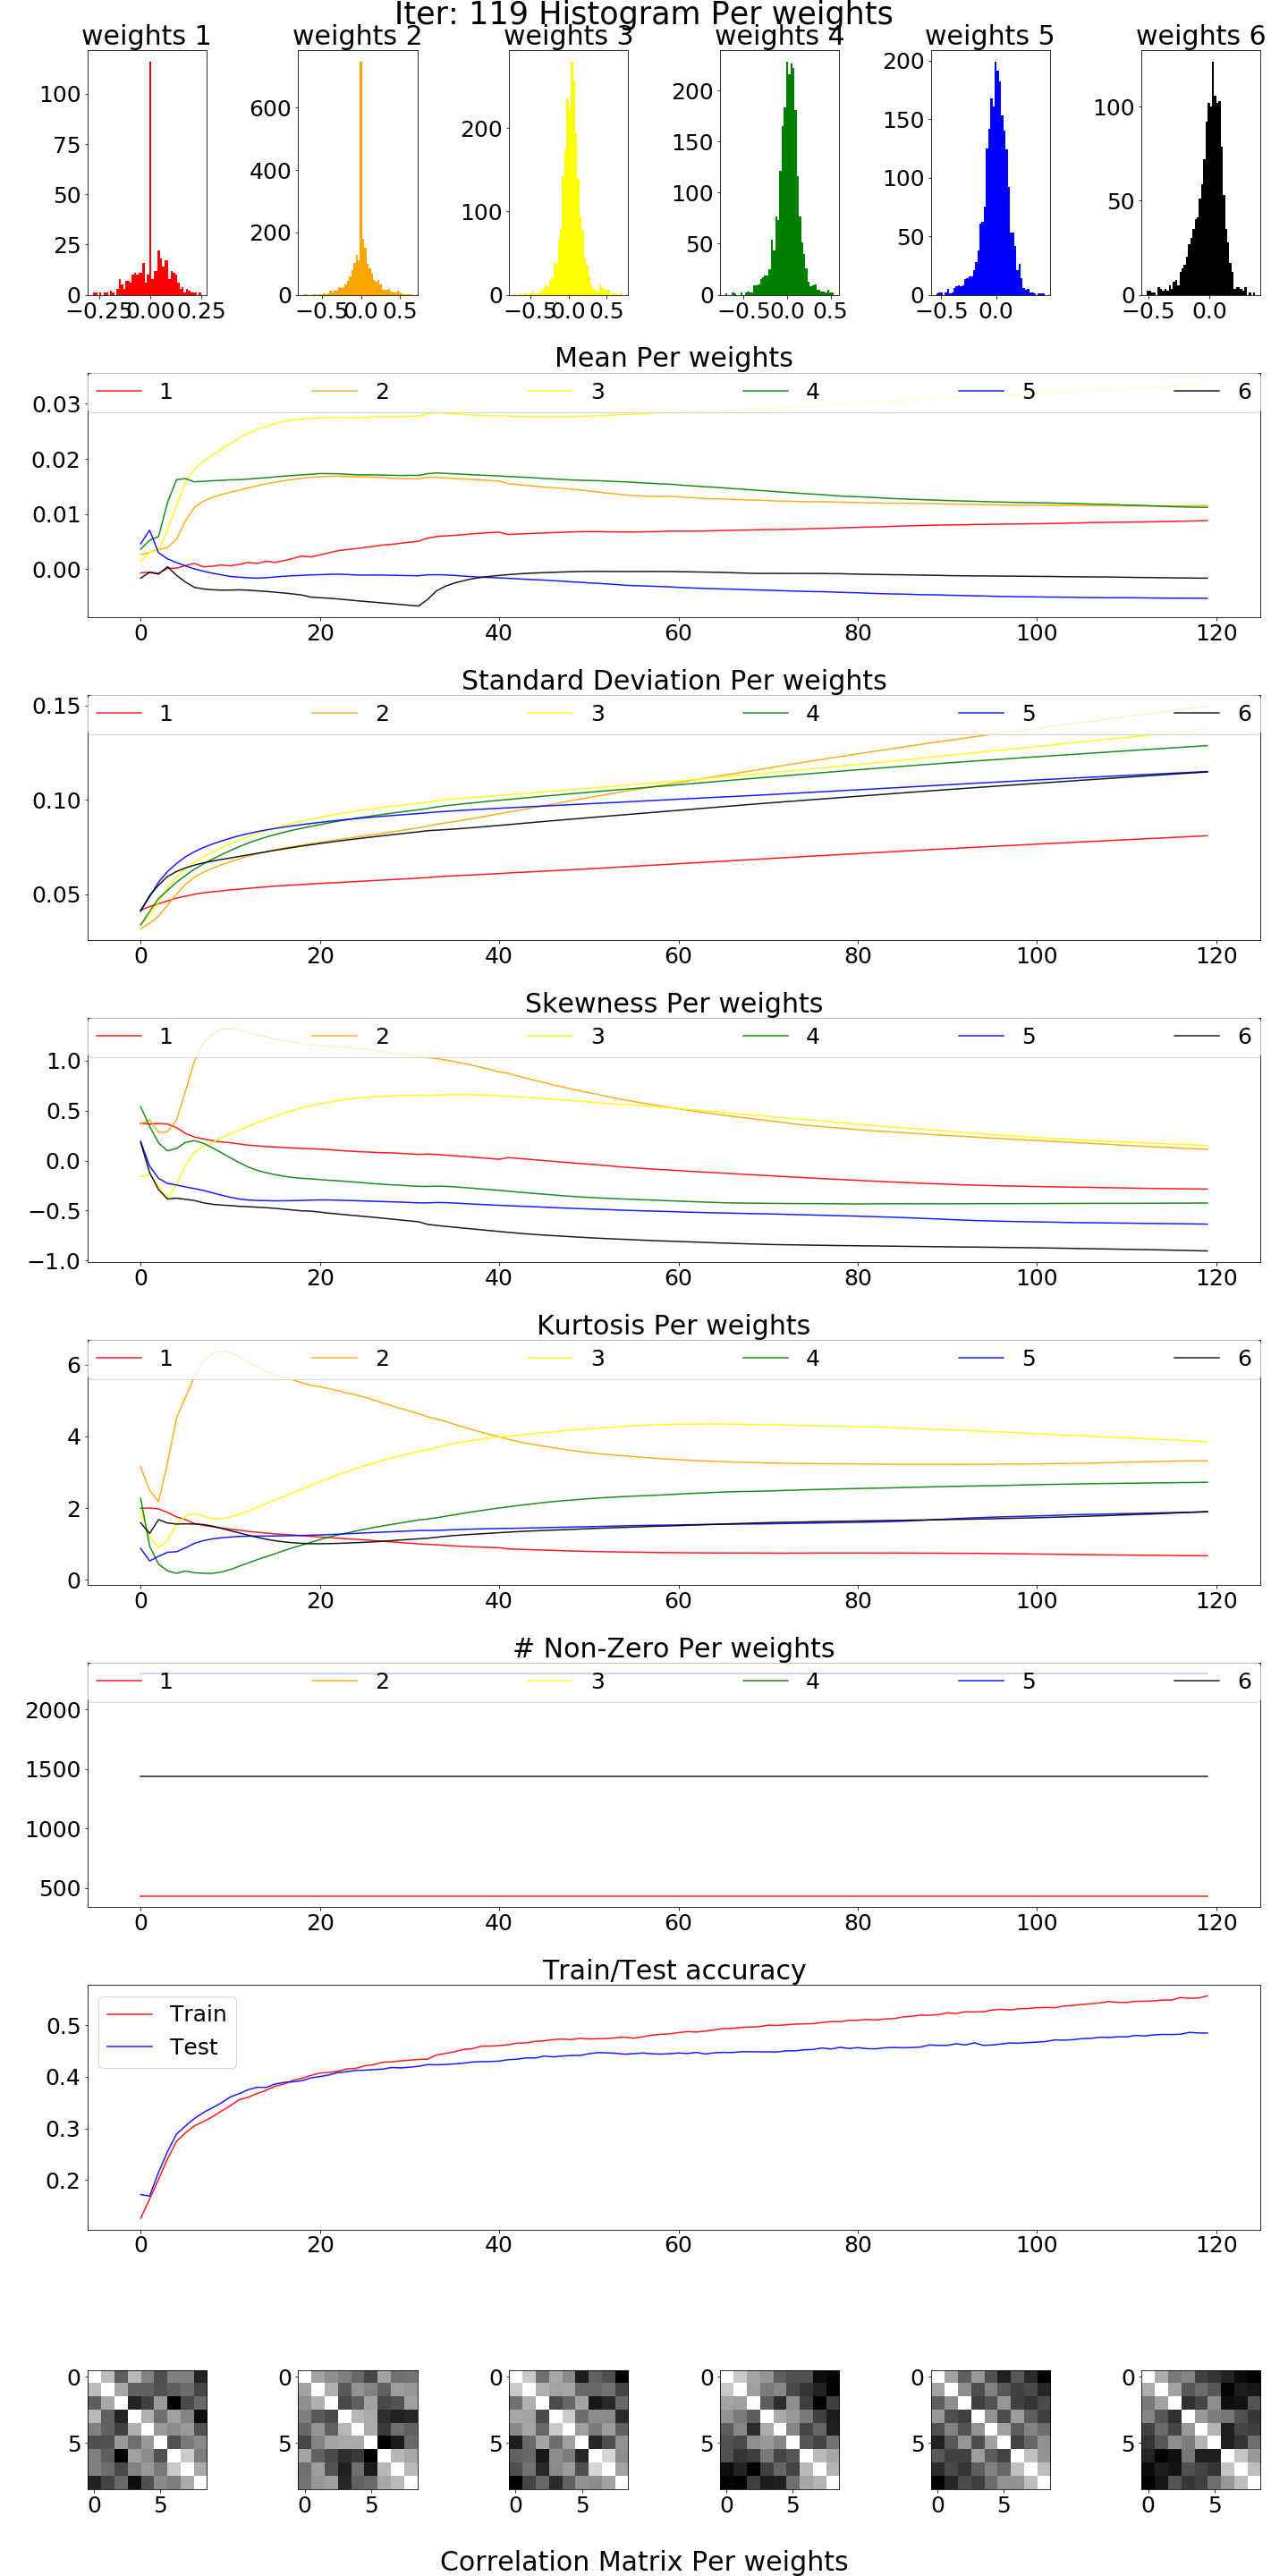 Iter: 119 Histogram Per weights
weights 1 weights 2 weights 3 weights 4 weights 5 weights 6
100
75
50
25
0
−0.25 0.00 0.25
600
400
200
0
−0.5 0.0 0.5
200
100
0
−0.5 0.0 0.5
200
150
100
50
0
−0.5 0.0 0.5
200
150
100
50
0
−0.5 0.0
100
50
0
−0.5 0.0
Mean Per weights
1 2 3 4 5 6
0.03
0.02
0.01
0.00
0 20 40 60 80 100 120
Standard Deviation Per weights
1 2 3 4 5 6
0.15
0.10
0.05
0 20 40 60 80 100 120
Skewness Per weights
1 2 3 4 5 6
1.0
0.5
0.0
−0.5
−1.0
0 20 40 60 80 100 120
Kurtosis Per weights
1 2 3 4 5 6
6
4
2
0
0 20 40 60 80 100 120
# Non-Zero Per weights
1 2 3 4 5 6
2000
1500
1000
500
0 20 40 60 80 100 120
Train/Test accuracy
Train
Test
0.5
0.4
0.3
0.2
0 20 40 60 80 100 120
0 0 0 0 0 0
5 5 5 5 5 5
0 5 0 5 0 5 0 5 0 5 0 5
Correlation Matrix Per weights